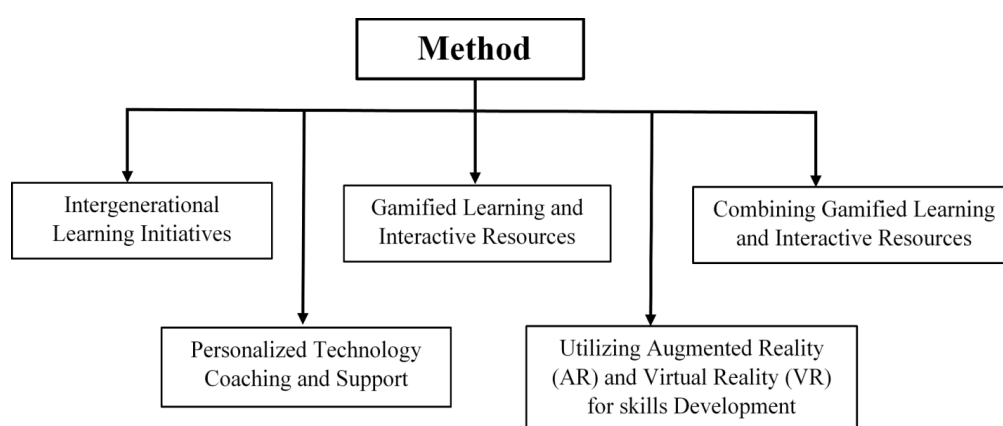 Method
Intergenerational
Learning Initiatives
Gamified Learning and
Interactive Resources
Combining Gamified Learning
and Interactive Resources
Personalized Technology
Coaching and Support
Utilizing Augmented Reality
(AR) and Virtual Reality (VR)
for skills Development